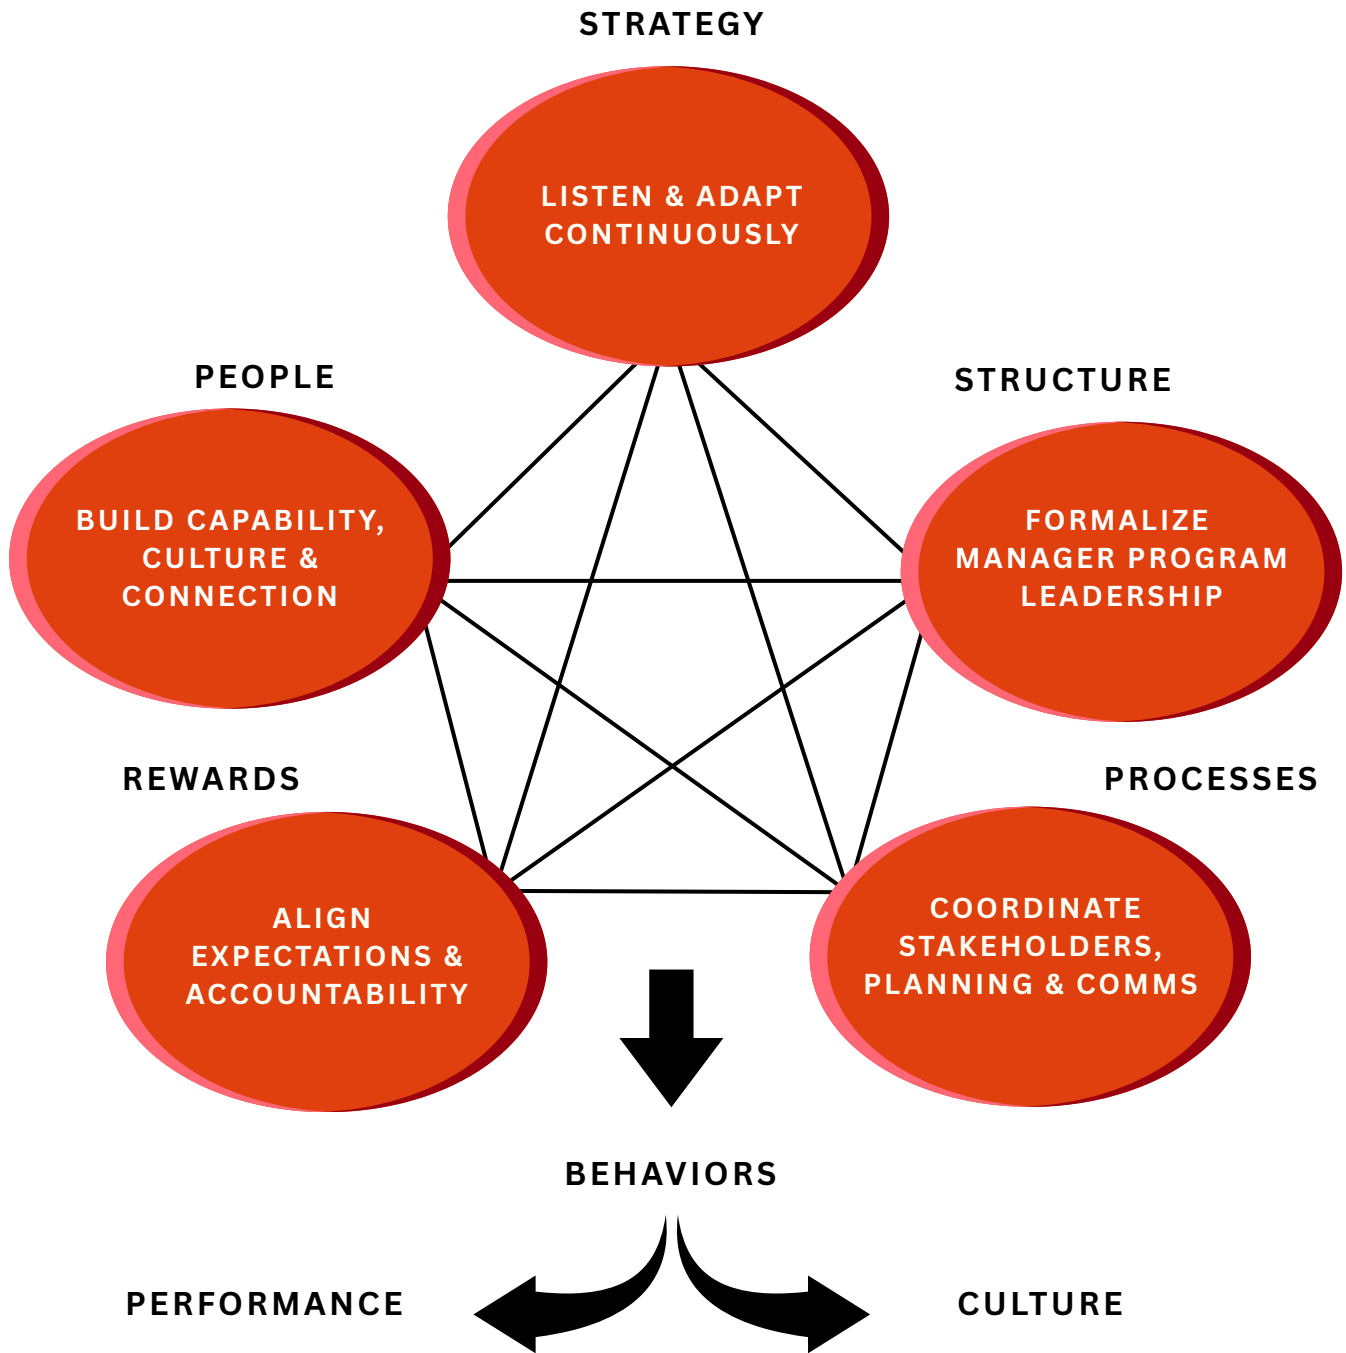 STRATEGY
LISTEN & ADAPT
CONTINUOUSLY
PEOPLE
BUILD CAPABILITY,
CULTURE &
CONNECTION
STRUCTURE
FORMALIZE
MANAGER PROGRAM
LEADERSHIP
REWARDS
ALIGN
EXPECTATIONS &
ACCOUNTABILITY
PROCESSES
COORDINATE
STAKEHOLDERS,
PLANNING & COMMS
BEHAVIORS
PERFORMANCE
CULTURE